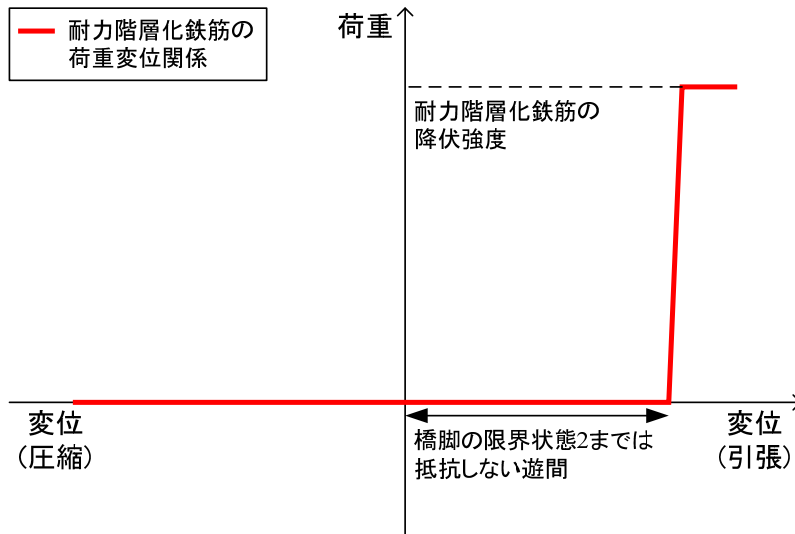 耐力階層化鉄筋の
荷重変位関係
荷重
耐力階層化鉄筋の
降伏強度
変位
(圧縮)
橋脚の限界状態2までは
抵抗しない遊間
変位
(引張)